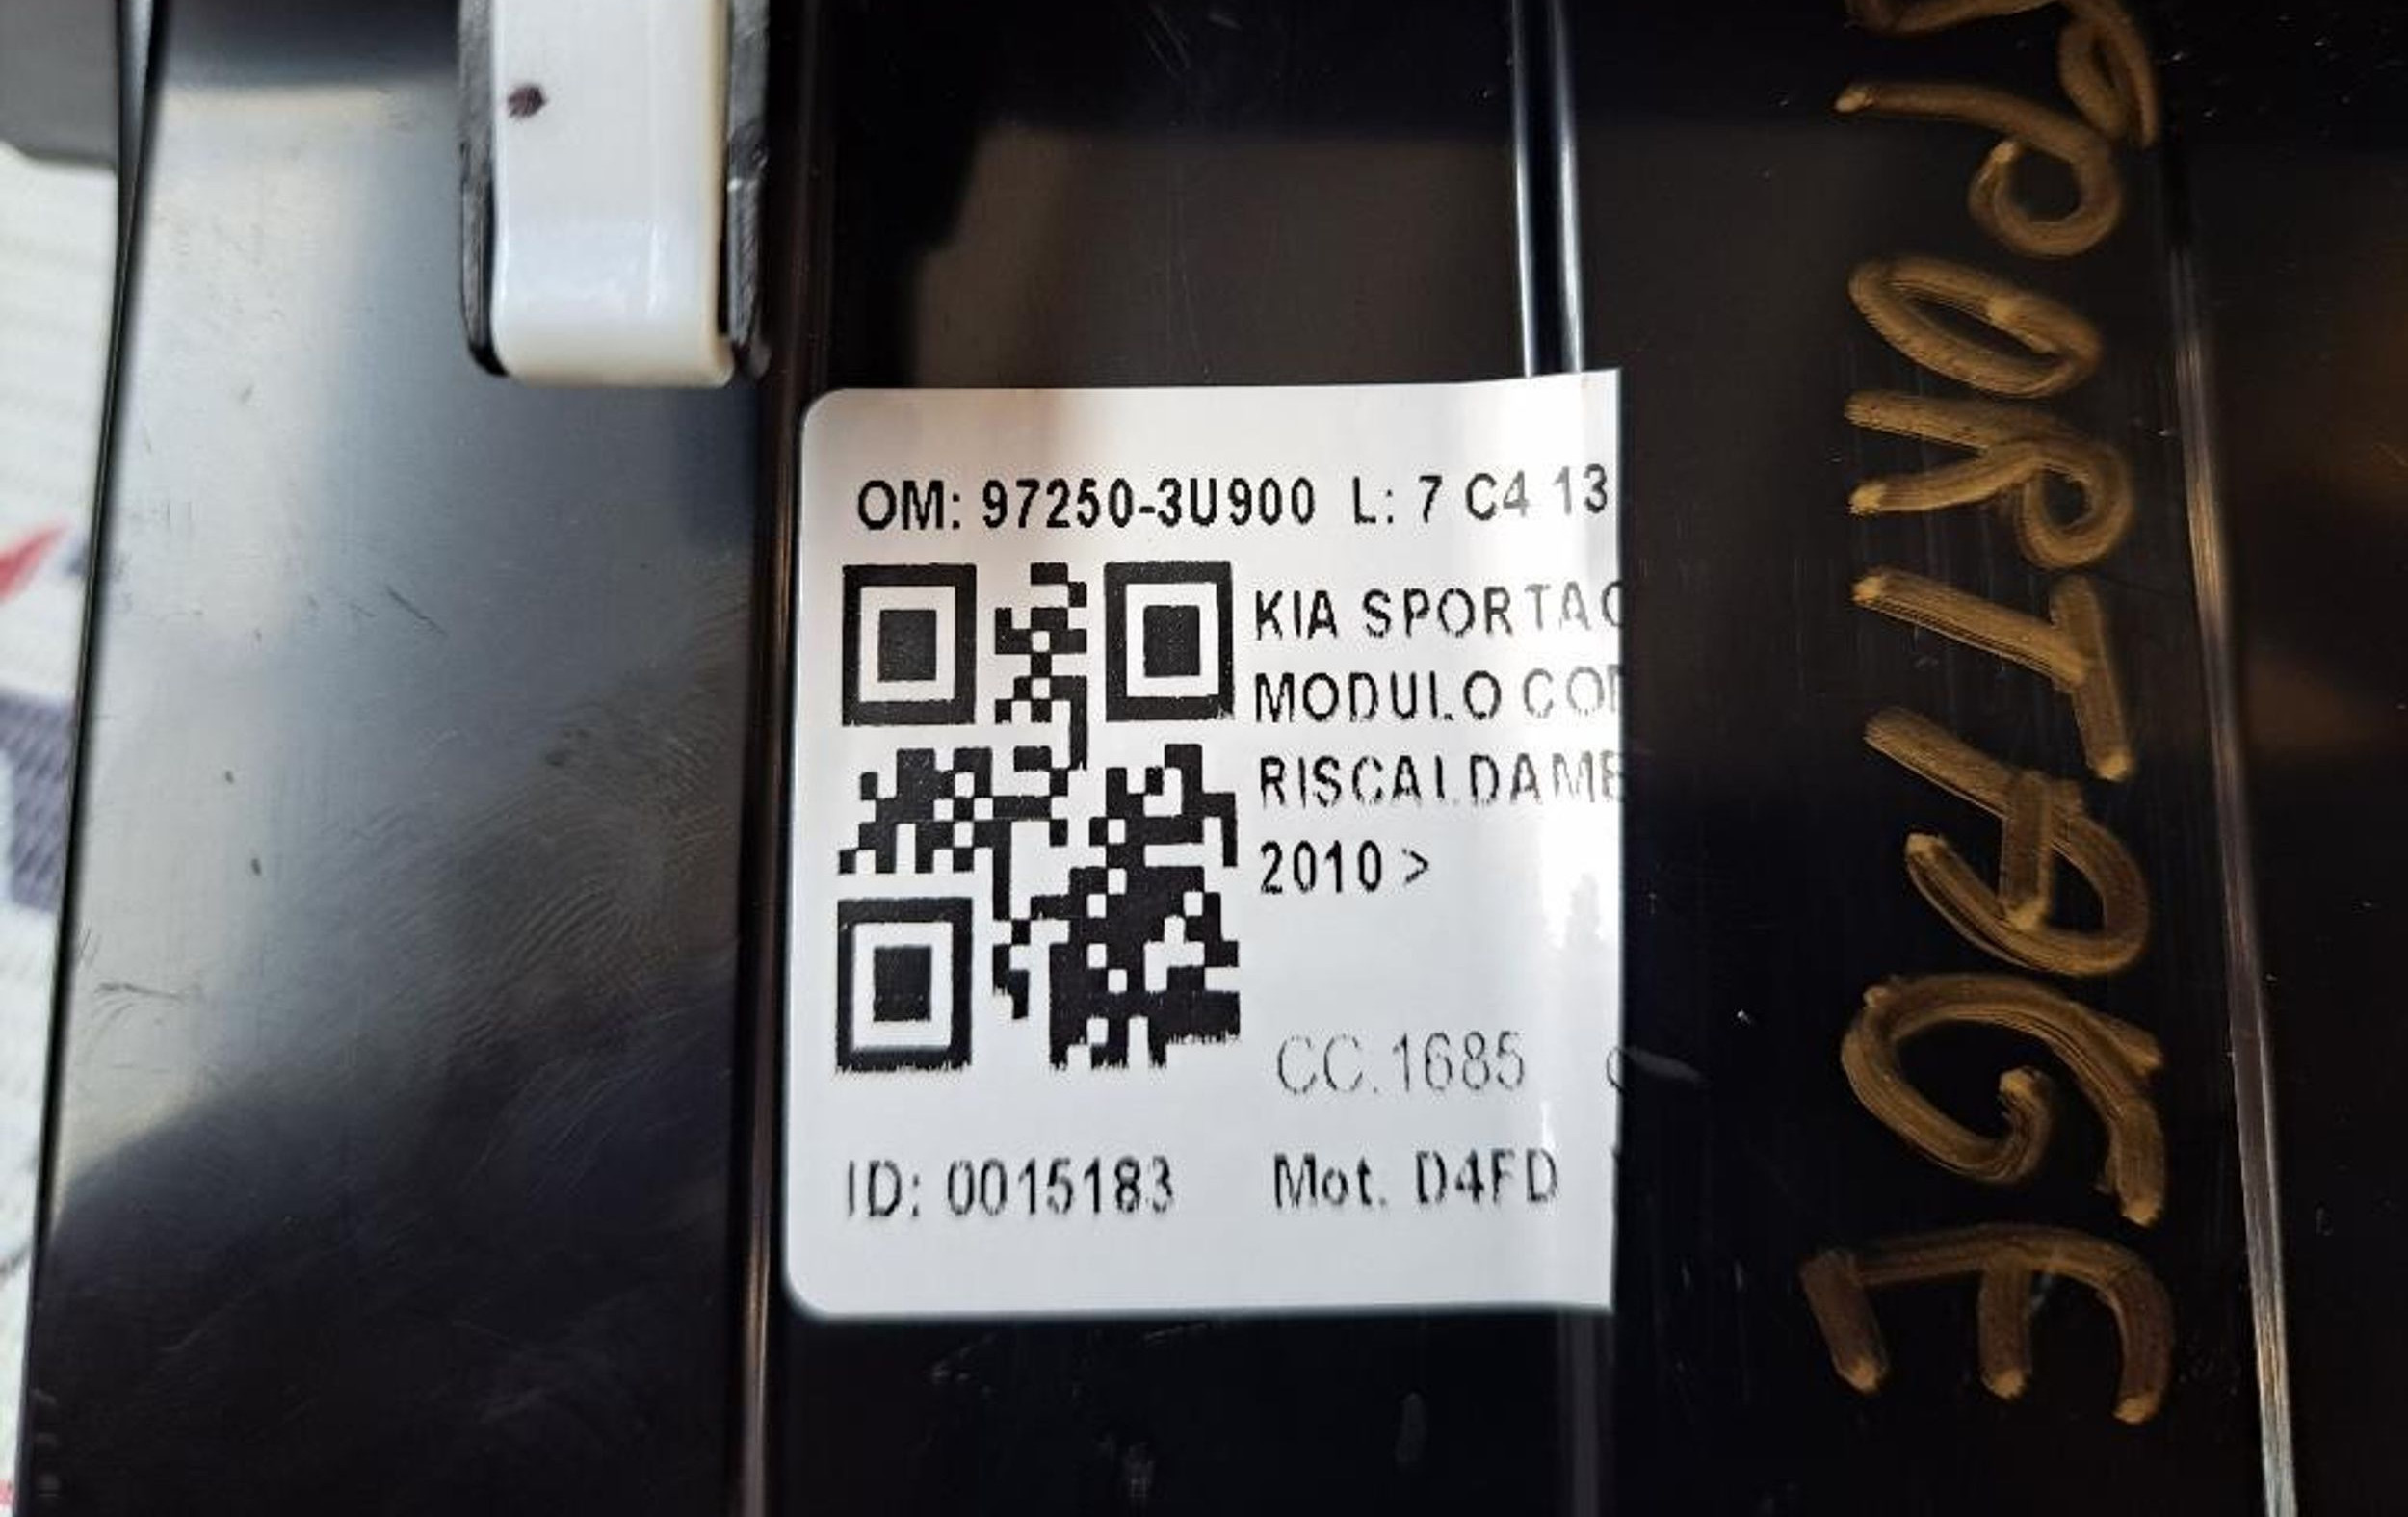 OM: 97250-3U900 L: 7 C4 13
KIA SPORTAG
MODULO CO
RISCALDAME
2010 >
CC.1685
ID: 0015183 Mot. D4FD
SPORTAGE